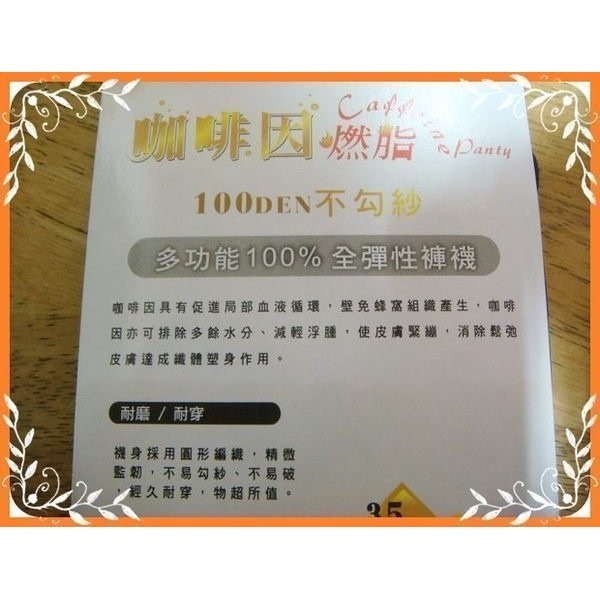 咖啡因燃脂 Caffeine Panty
100DEN不勾紗
多功能100%全彈性褲襪
咖啡因具有促進局部血液循環，壁免蜂窩組織產生，咖啡
因亦可排除多餘水分、減輕浮腫，使皮膚緊繃，消除鬆弛
皮膚達成纖體塑身作用。
耐磨 / 耐穿
襪身採用圓形編織，精微
監韌，不易勾紗、不易破
，經久耐穿，物超所值。
35